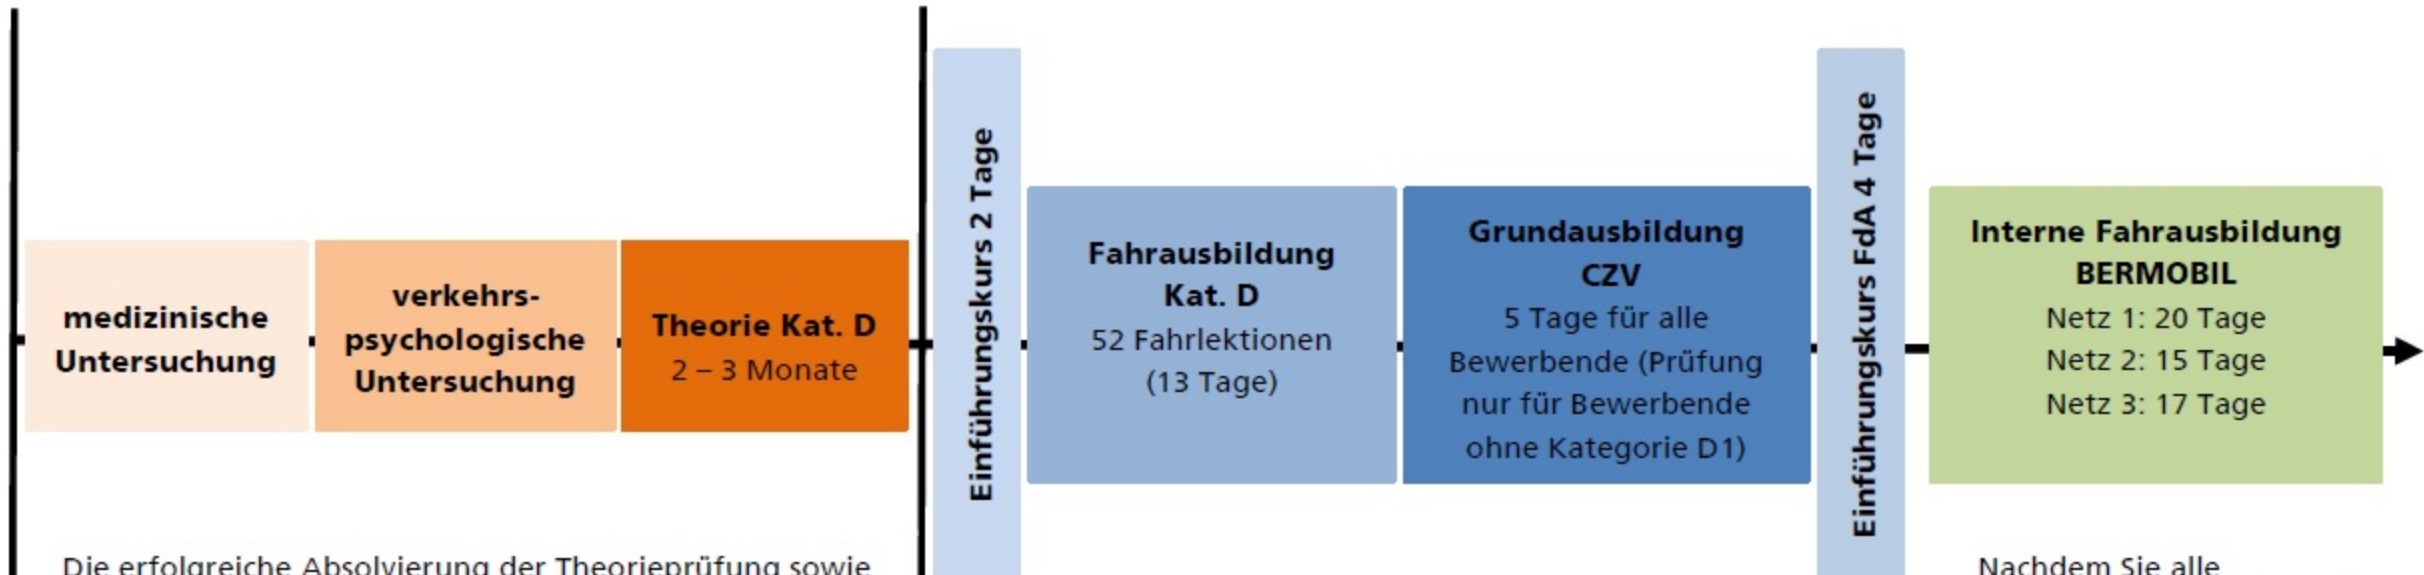 medizinische
Untersuchung
verkehrs-
psychologische
Untersuchung
Theorie Kat. D
2 – 3 Monate
Einführungskurs 2 Tage
Fahrausbildung
Kat. D
52 Fahrlektionen
(13 Tage)
Grundausbildung
CZV
5 Tage für alle
Bewerbende (Prüfung
nur für Bewerbende
ohne Kategorie D1)
Einführungskurs FdA 4 Tage
Interne Fahrausbildung
BERMOBIL
Netz 1: 20 Tage
Netz 2: 15 Tage
Netz 3: 17 Tage
Die erfolgreiche Absolvierung der Theorieprüfung sowie
Nachdem Sie alle